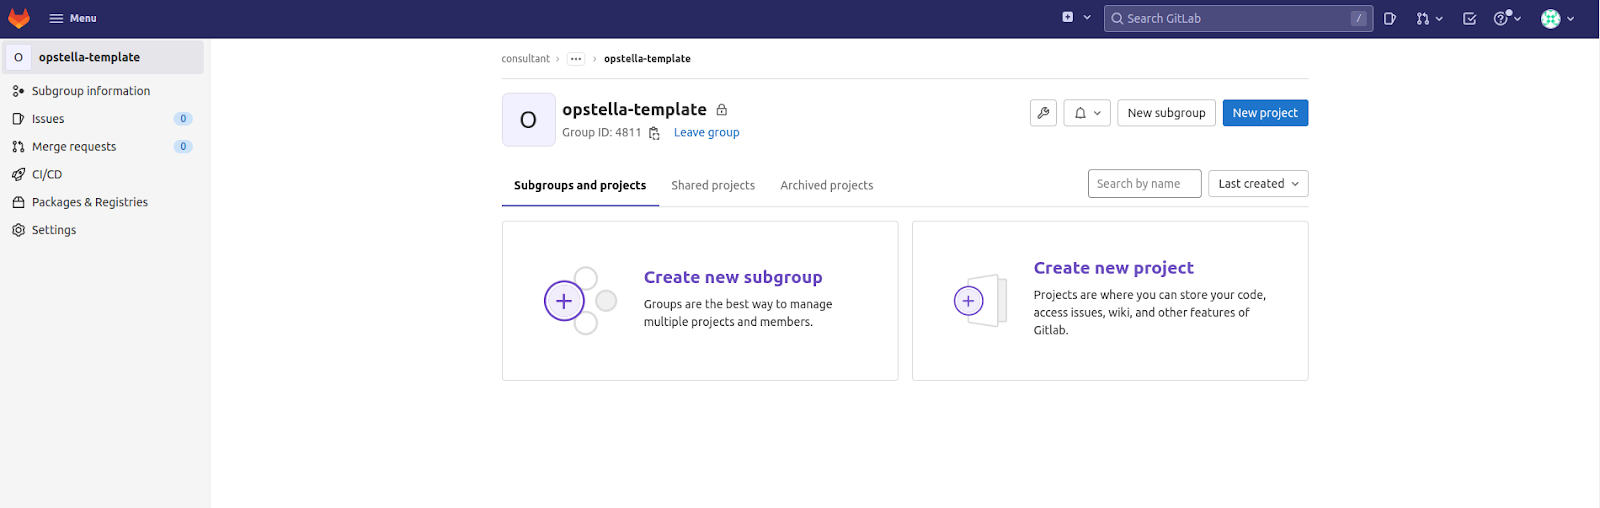 Menu
Search GitLab /
O opstella-template
Subgroup information
Issues 0
Merge requests 0
CI/CD
Packages & Registries
Settings
consultant › ••• › opstella-template
O
opstella-template
Group ID: 4811 Leave group
New subgroup
New project
Subgroups and projects Shared projects Archived projects
Search by name
Last created
Create new subgroup
Groups are the best way to manage
multiple projects and members.
Create new project
Projects are where you can store your code,
access issues, wiki, and other features of
Gitlab.